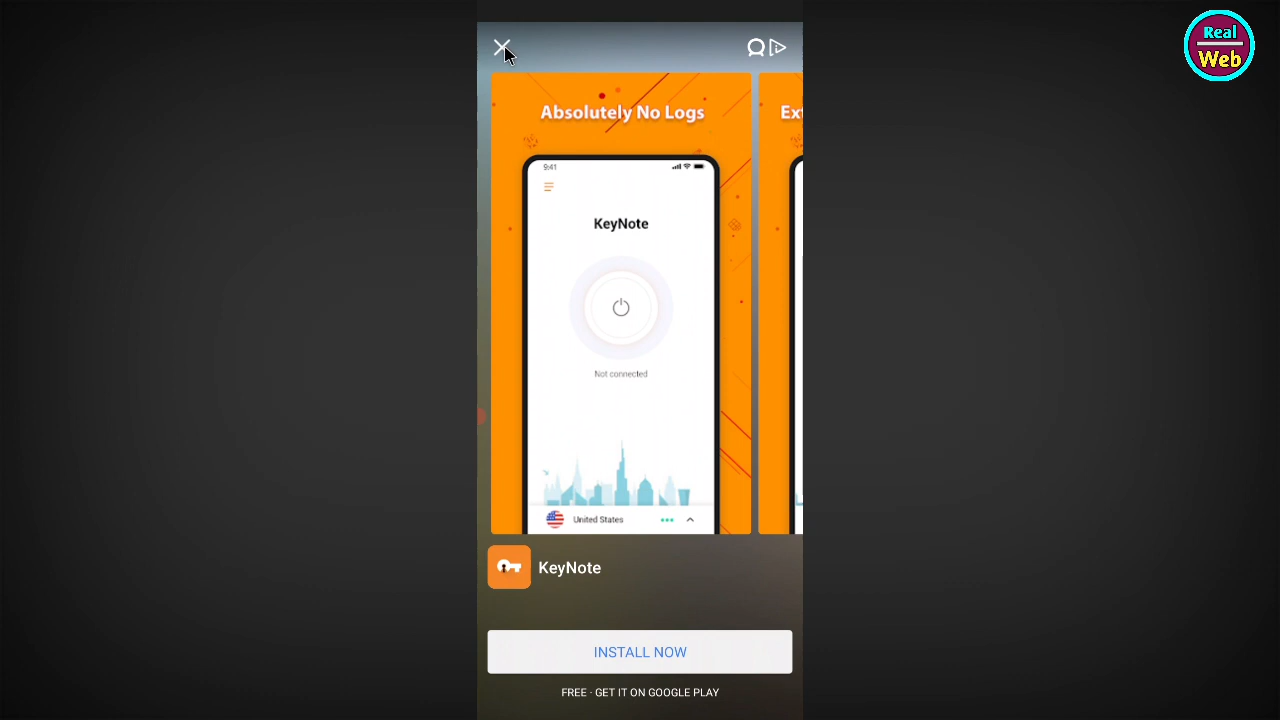 Real
Web
Absolutely No Logs
Ext
9:41
KeyNote
Not connected
United States
KeyNote
INSTALL NOW
FREE · GET IT ON GOOGLE PLAY